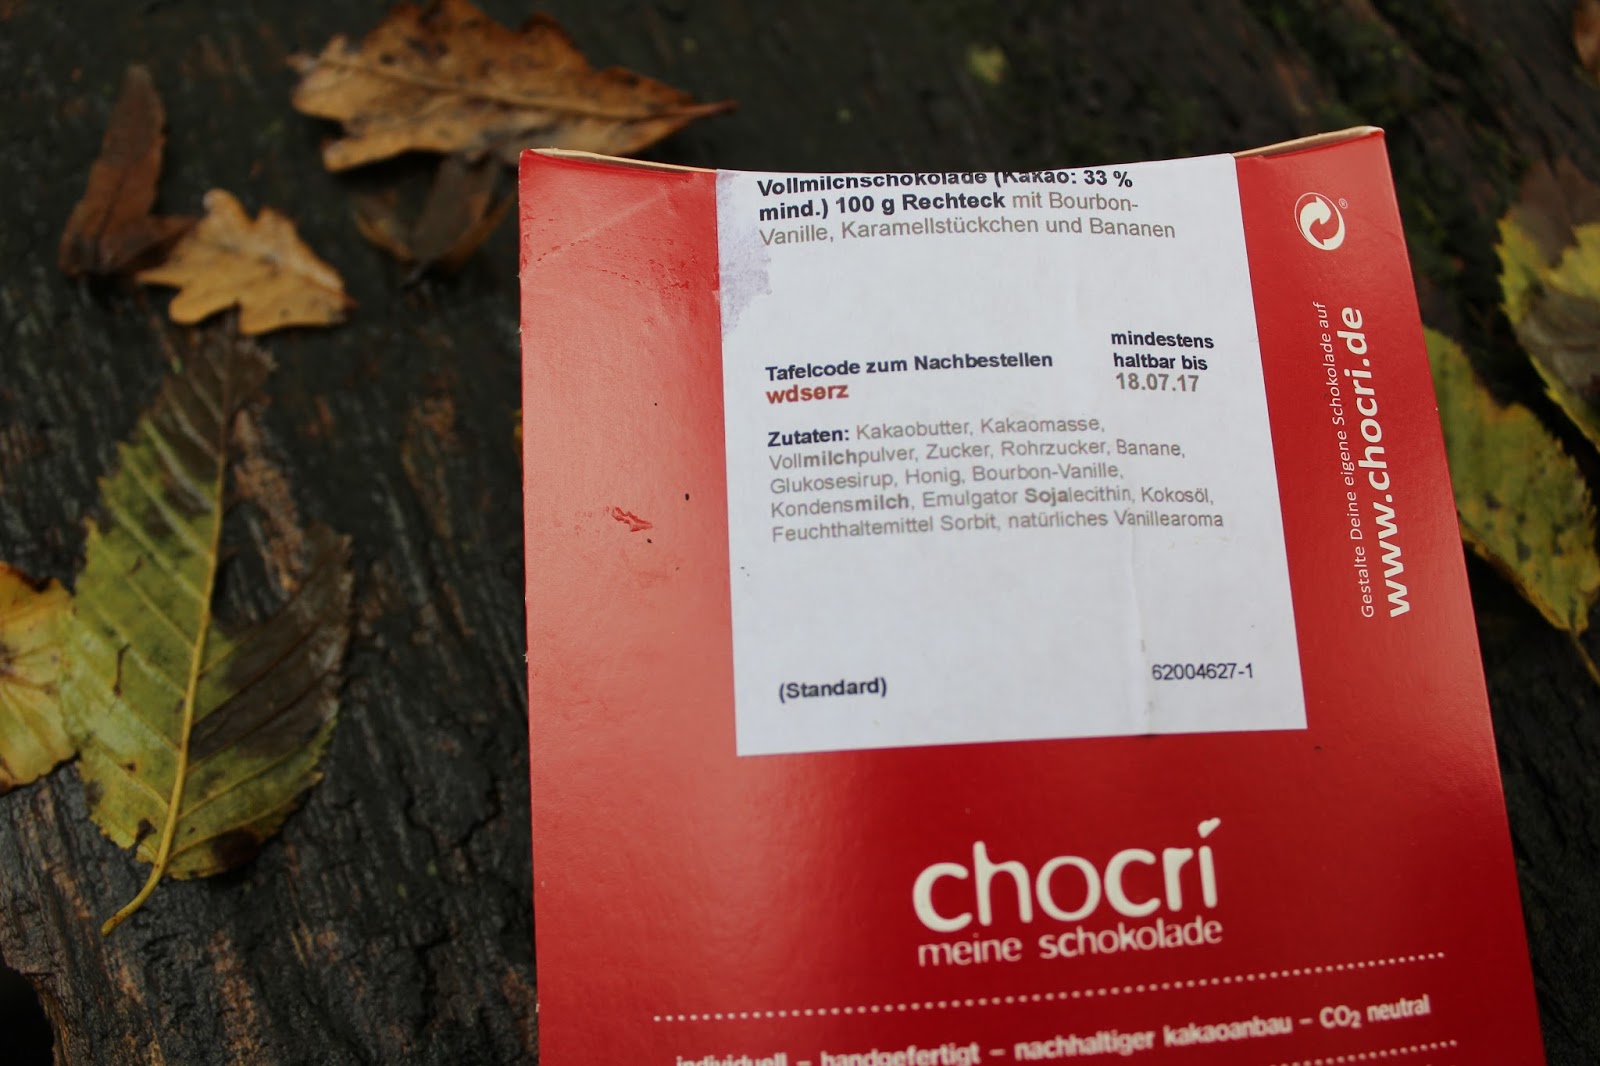 Vollmilchschokolade (Kakao: 33 %
mind.) 100 g Rechteck mit Bourbon-
Vanille, Karamellstückchen und Bananen
Tafelcode zum Nachbestellen
wdserz
mindestens
haltbar bis
18.07.17
Zutaten: Kakaobutter, Kakaomasse,
Vollmilchpulver, Zucker, Rohrzucker, Banane,
Glukosesirup, Honig, Bourbon-Vanille,
Kondensmilch, Emulgator Sojalecithin, Kokosöl,
Feuchthaltemittel Sorbit, natürliches Vanillearoma
(Standard)
62004627-1
Gestalte Deine eigene Schokolade auf
www.chocri.de
chocri
meine schokolade
individuell – handgefertigt – nachhaltiger kakaoanbau – CO₂ neutral